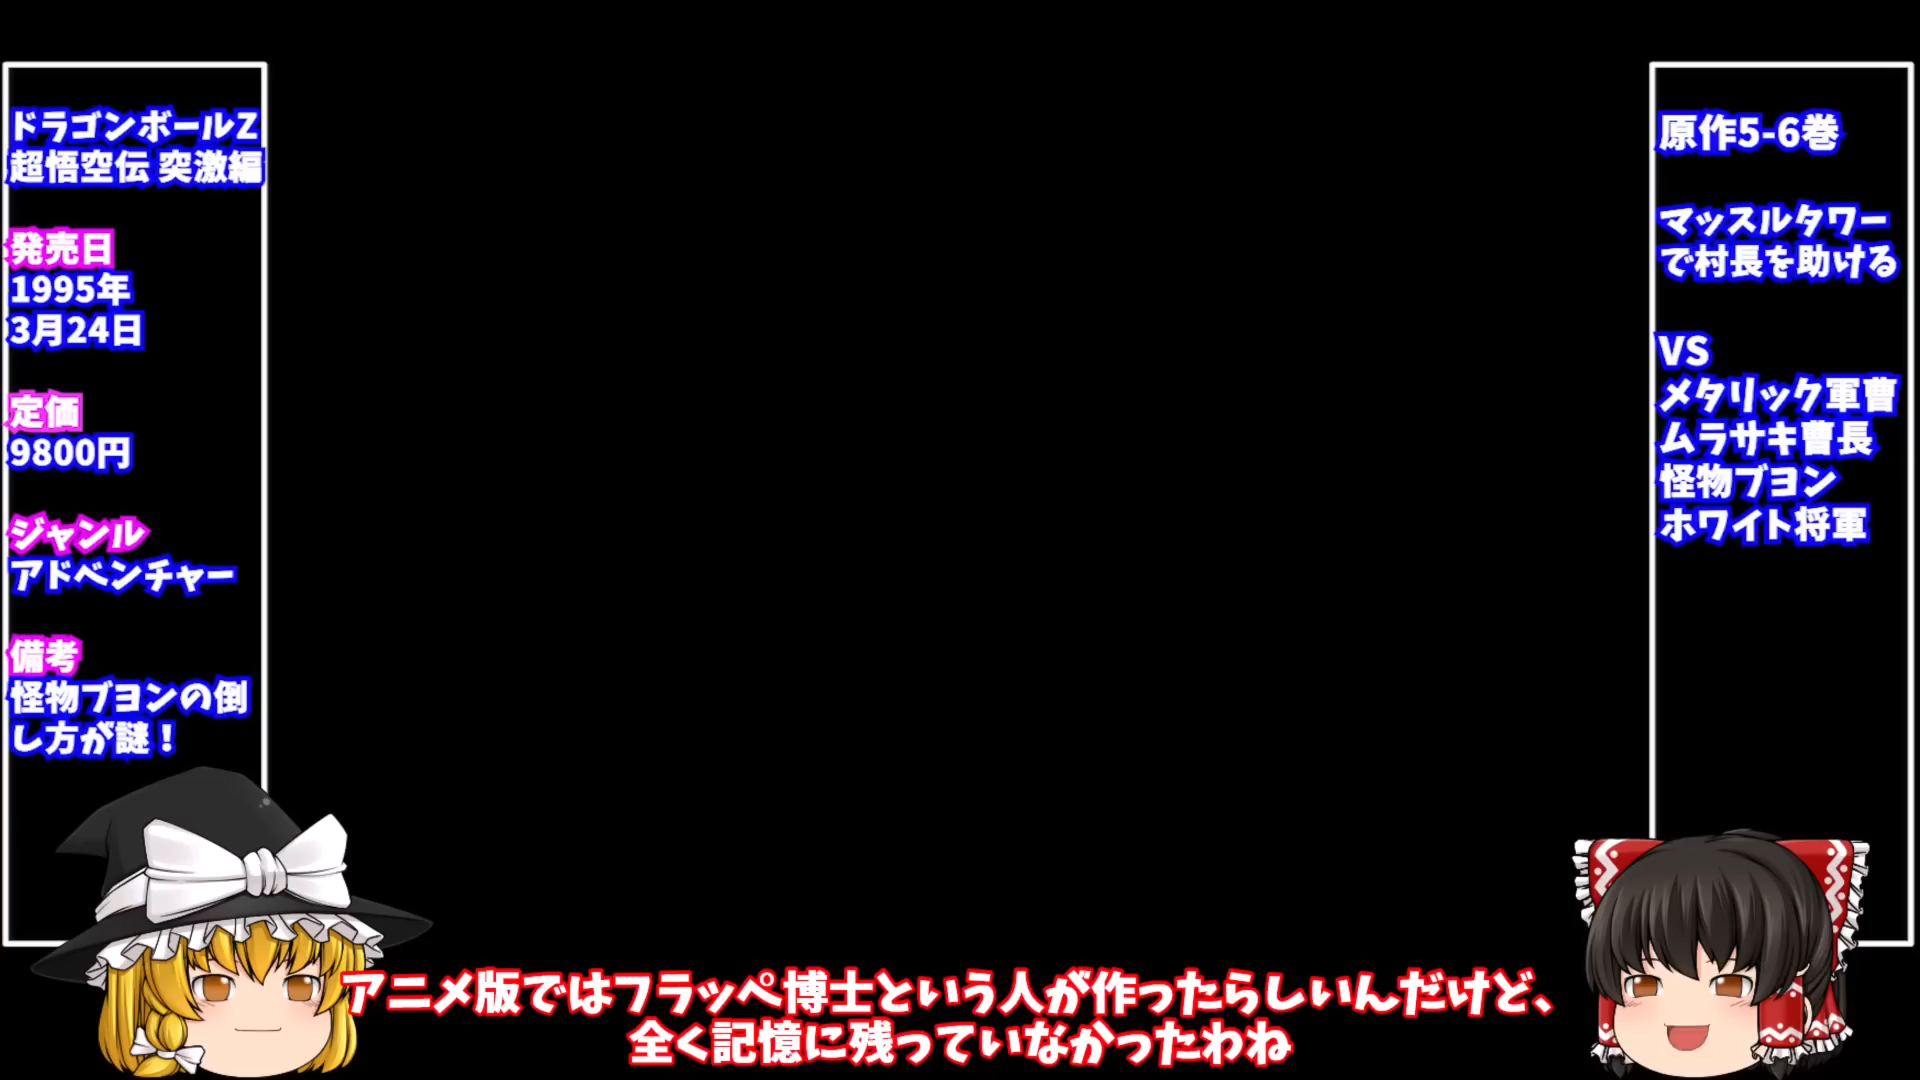 ドラゴンボールZ
超悟空伝 突激編
発売日
1995年
3月24日
定価
9800円
ジャンル
アドベンチャー
備考
怪物ブヨンの倒
し方が謎！
原作5-6巻
マッスルタワー
で村長を助ける
VS
メタリック軍曹
ムラサキ曹長
怪物ブヨン
ホワイト将軍
アニメ版ではフラッペ博士という人が作ったらしいんだけど、
全く記憶に残っていなかったわね